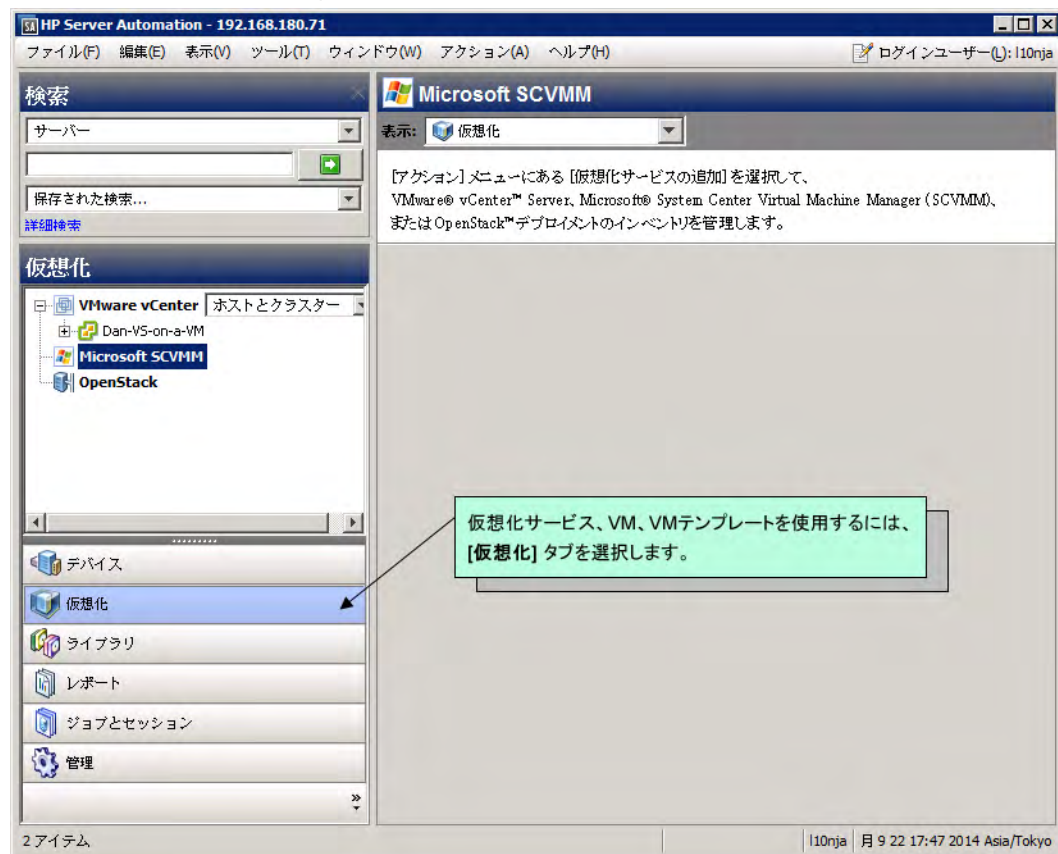 HP Server Automation - 192.168.180.71
ファイル(F) 編集(E) 表示(V) ツール(T) ウィンドウ(W) アクション(A) ヘルプ(H) ログインユーザー(L): l10nja
検索
サーバー
保存された検索...
詳細検索
仮想化
VMware vCenter ホストとクラスター
Dan-VS-on-a-VM
Microsoft SCVMM
OpenStack
デバイス
仮想化
ライブラリ
レポート
ジョブとセッション
管理
Microsoft SCVMM
表示: 仮想化
[アクション] メニューにある [仮想化サービスの追加] を選択して、
VMware® vCenter™ Server、Microsoft® System Center Virtual Machine Manager (SCVMM)、
または OpenStack™ デプロイメントのインベントリを管理します。
仮想化サービス、VM、VMテンプレートを使用するには、
[仮想化] タブを選択します。
2 アイテム
l10nja 月 9 22 17:47 2014 Asia/Tokyo